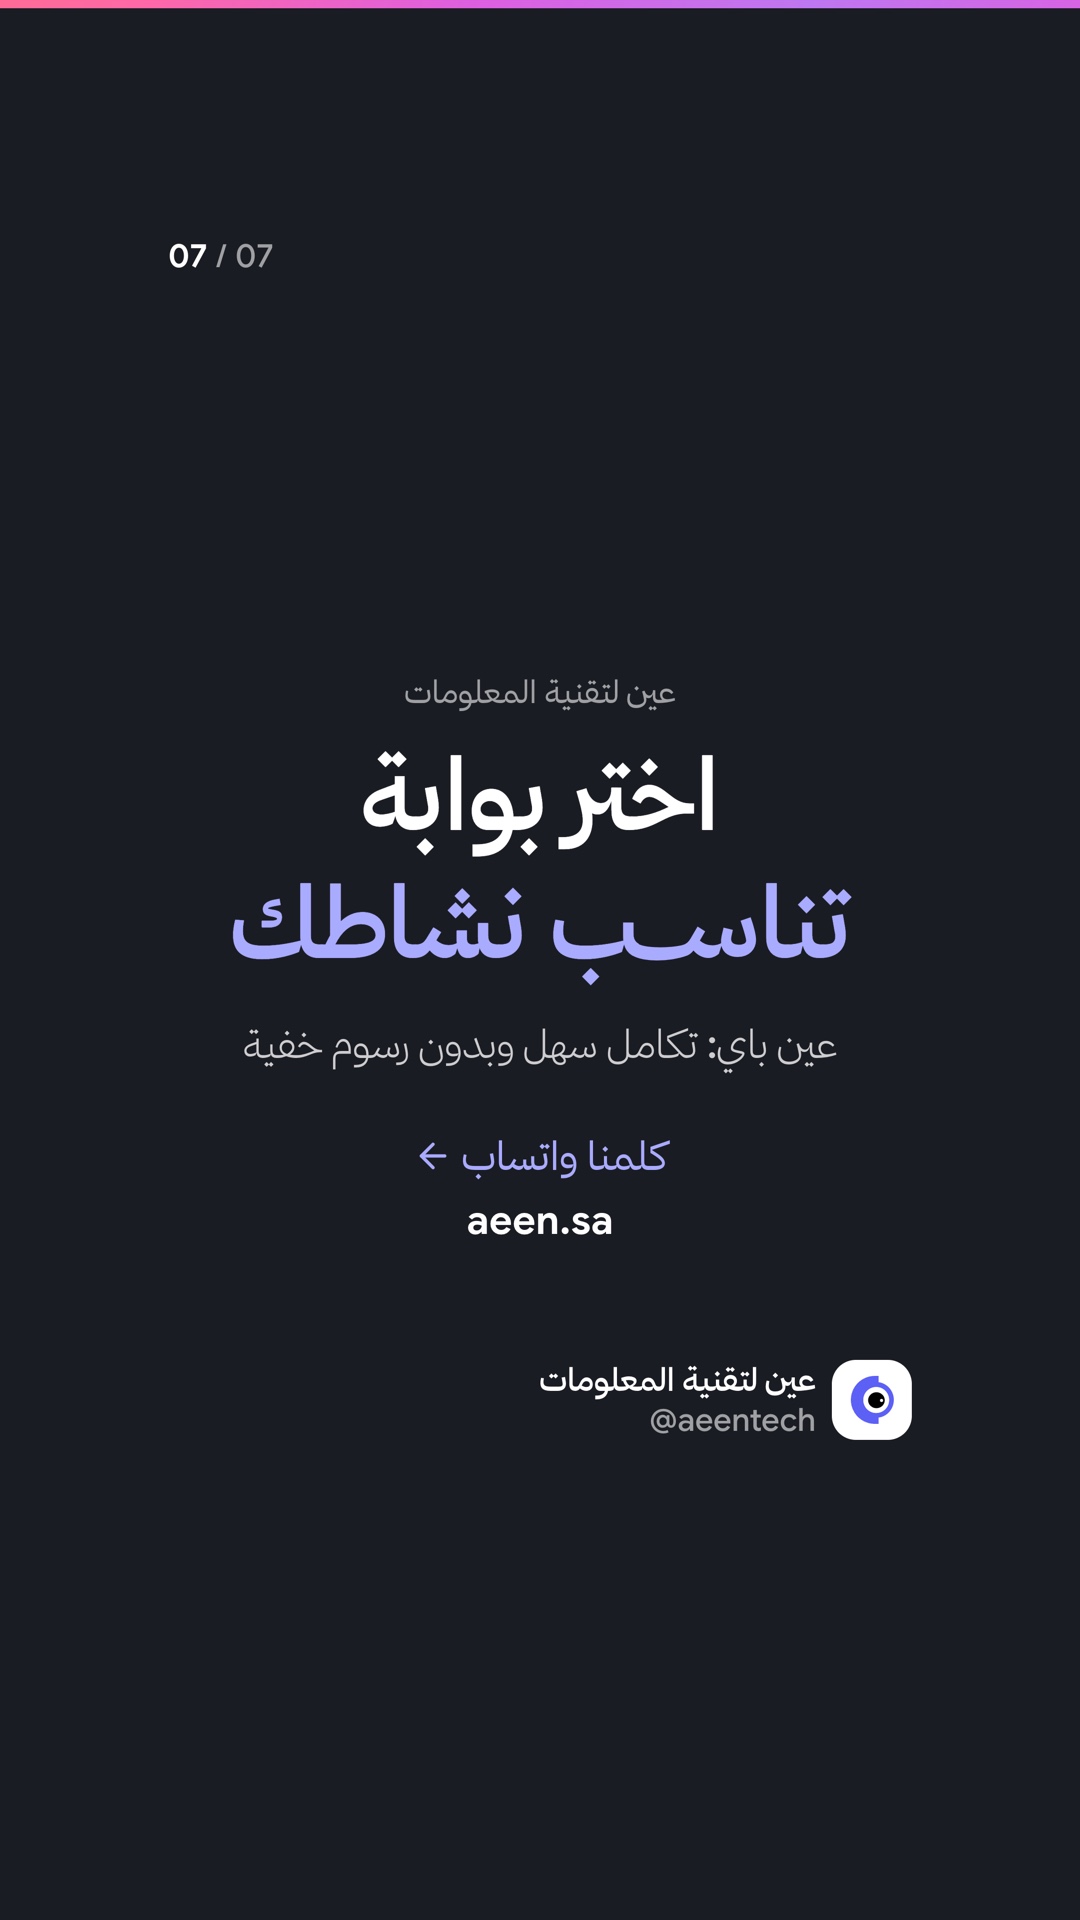 07 / 07
عين لتقنية المعلومات
اختر بوابة
تناسب نشاطك
عين باي: تكامل سهل وبدون رسوم خفية
كلمنا واتساب ←
aeen.sa
عين لتقنية المعلومات
@aeentech